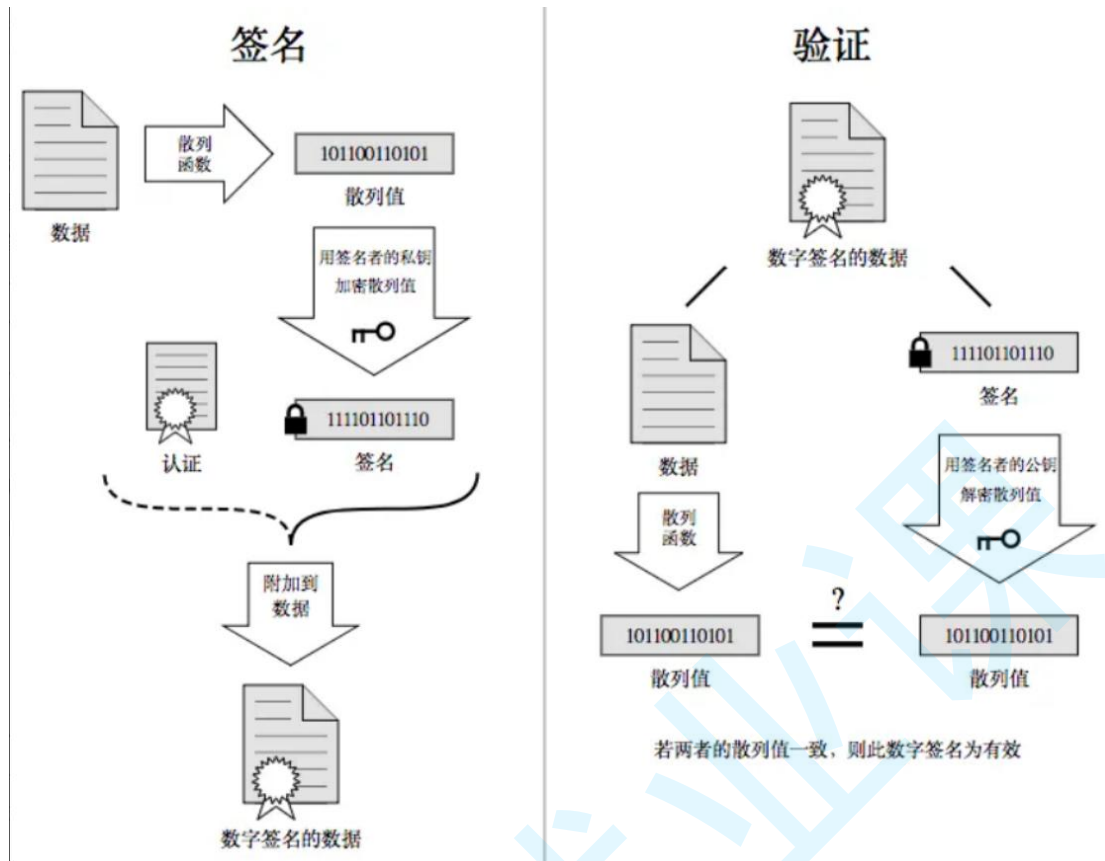 签名
散列
函数
101100110101
散列值
数据
用签名者的私钥
加密散列值
认证
111101101110
签名
附加到
数据
数字签名的数据
验证
数字签名的数据
数据
111101101110
签名
散列
函数
用签名者的公钥
解密散列值
101100110101
散列值
?
101100110101
散列值
若两者的散列值一致，则此数字签名为有效
业课